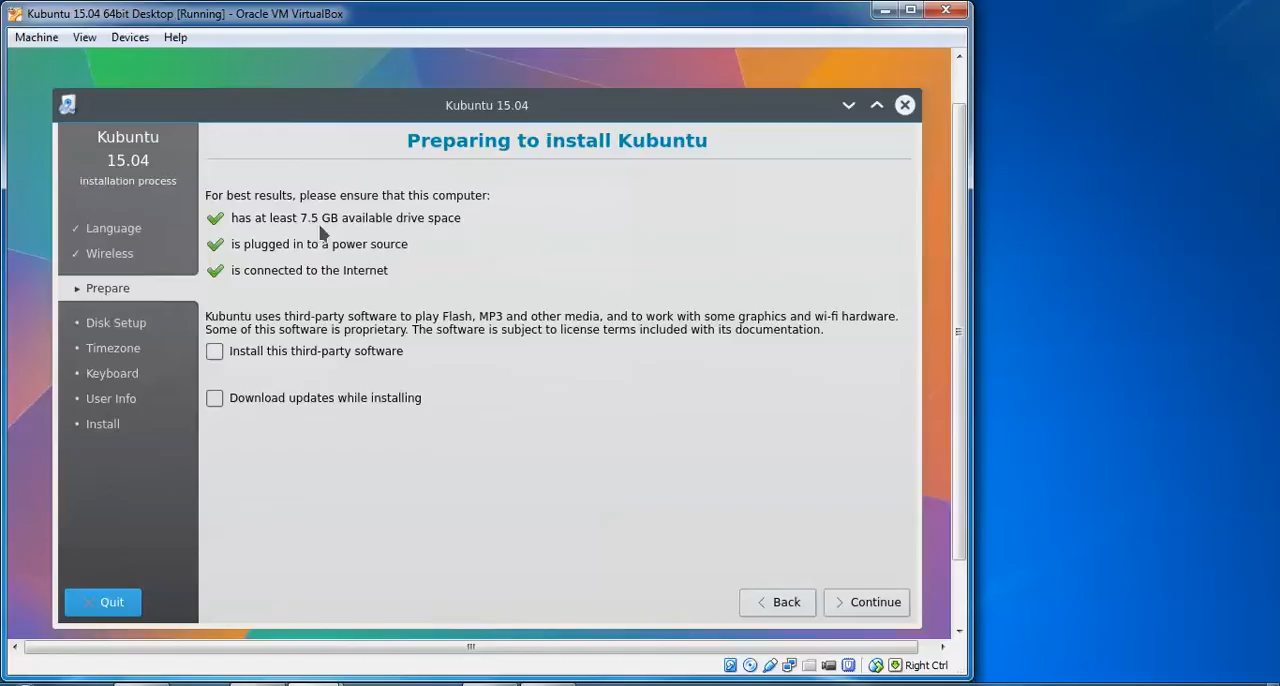 Kubuntu 15.04 64bit Desktop [Running] - Oracle VM VirtualBox
Machine View Devices Help
Kubuntu 15.04
Kubuntu
15.04
installation process
✓ Language
✓ Wireless
▸ Prepare
• Disk Setup
• Timezone
• Keyboard
• User Info
• Install
Quit
Preparing to install Kubuntu
For best results, please ensure that this computer:
has at least 7.5 GB available drive space
is plugged in to a power source
is connected to the Internet
Kubuntu uses third-party software to play Flash, MP3 and other media, and to work with some graphics and wi-fi hardware.
Some of this software is proprietary. The software is subject to license terms included with its documentation.
Install this third-party software
Download updates while installing
Back
Continue
Right Ctrl